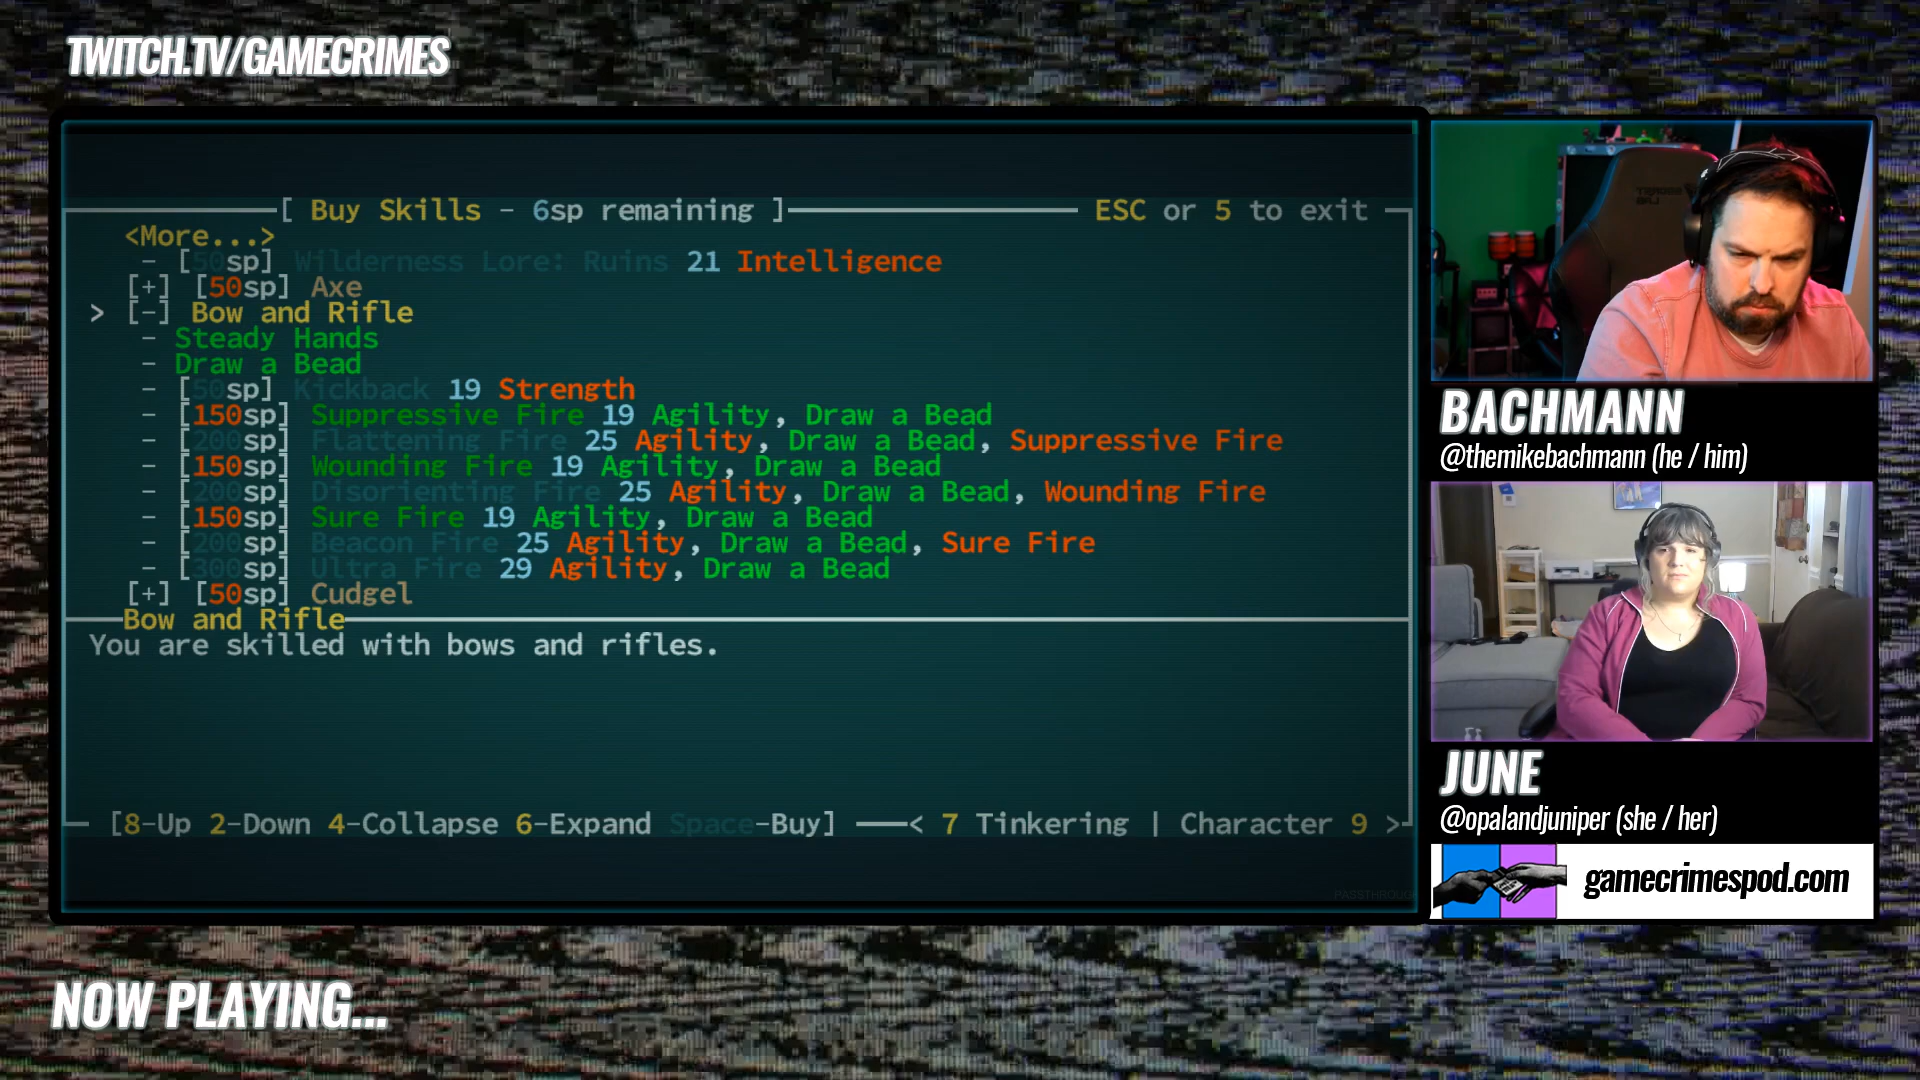 TWITCH.TV/GAMECRIMES
[ Buy Skills - 6sp remaining ] ESC or 5 to exit
<More...>
- [50sp] Wilderness Lore: Ruins 21 Intelligence
[+] [50sp] Axe
> [-] Bow and Rifle
- Steady Hands
- Draw a Bead
- [50sp] Kickback 19 Strength
- [150sp] Suppressive Fire 19 Agility, Draw a Bead
- [200sp] Flattening Fire 25 Agility, Draw a Bead, Suppressive Fire
- [150sp] Wounding Fire 19 Agility, Draw a Bead
- [200sp] Disorienting Fire 25 Agility, Draw a Bead, Wounding Fire
- [150sp] Sure Fire 19 Agility, Draw a Bead
- [200sp] Beacon Fire 25 Agility, Draw a Bead, Sure Fire
- [300sp] Ultra Fire 29 Agility, Draw a Bead
[+] [50sp] Cudgel
Bow and Rifle
You are skilled with bows and rifles.
[8-Up 2-Down 4-Collapse 6-Expand Space-Buy] < 7 Tinkering | Character 9 >
BACHMANN
@themikebachmann (he / him)
JUNE
@opalandjuniper (she / her)
gamecrimespod.com
NOW PLAYING...